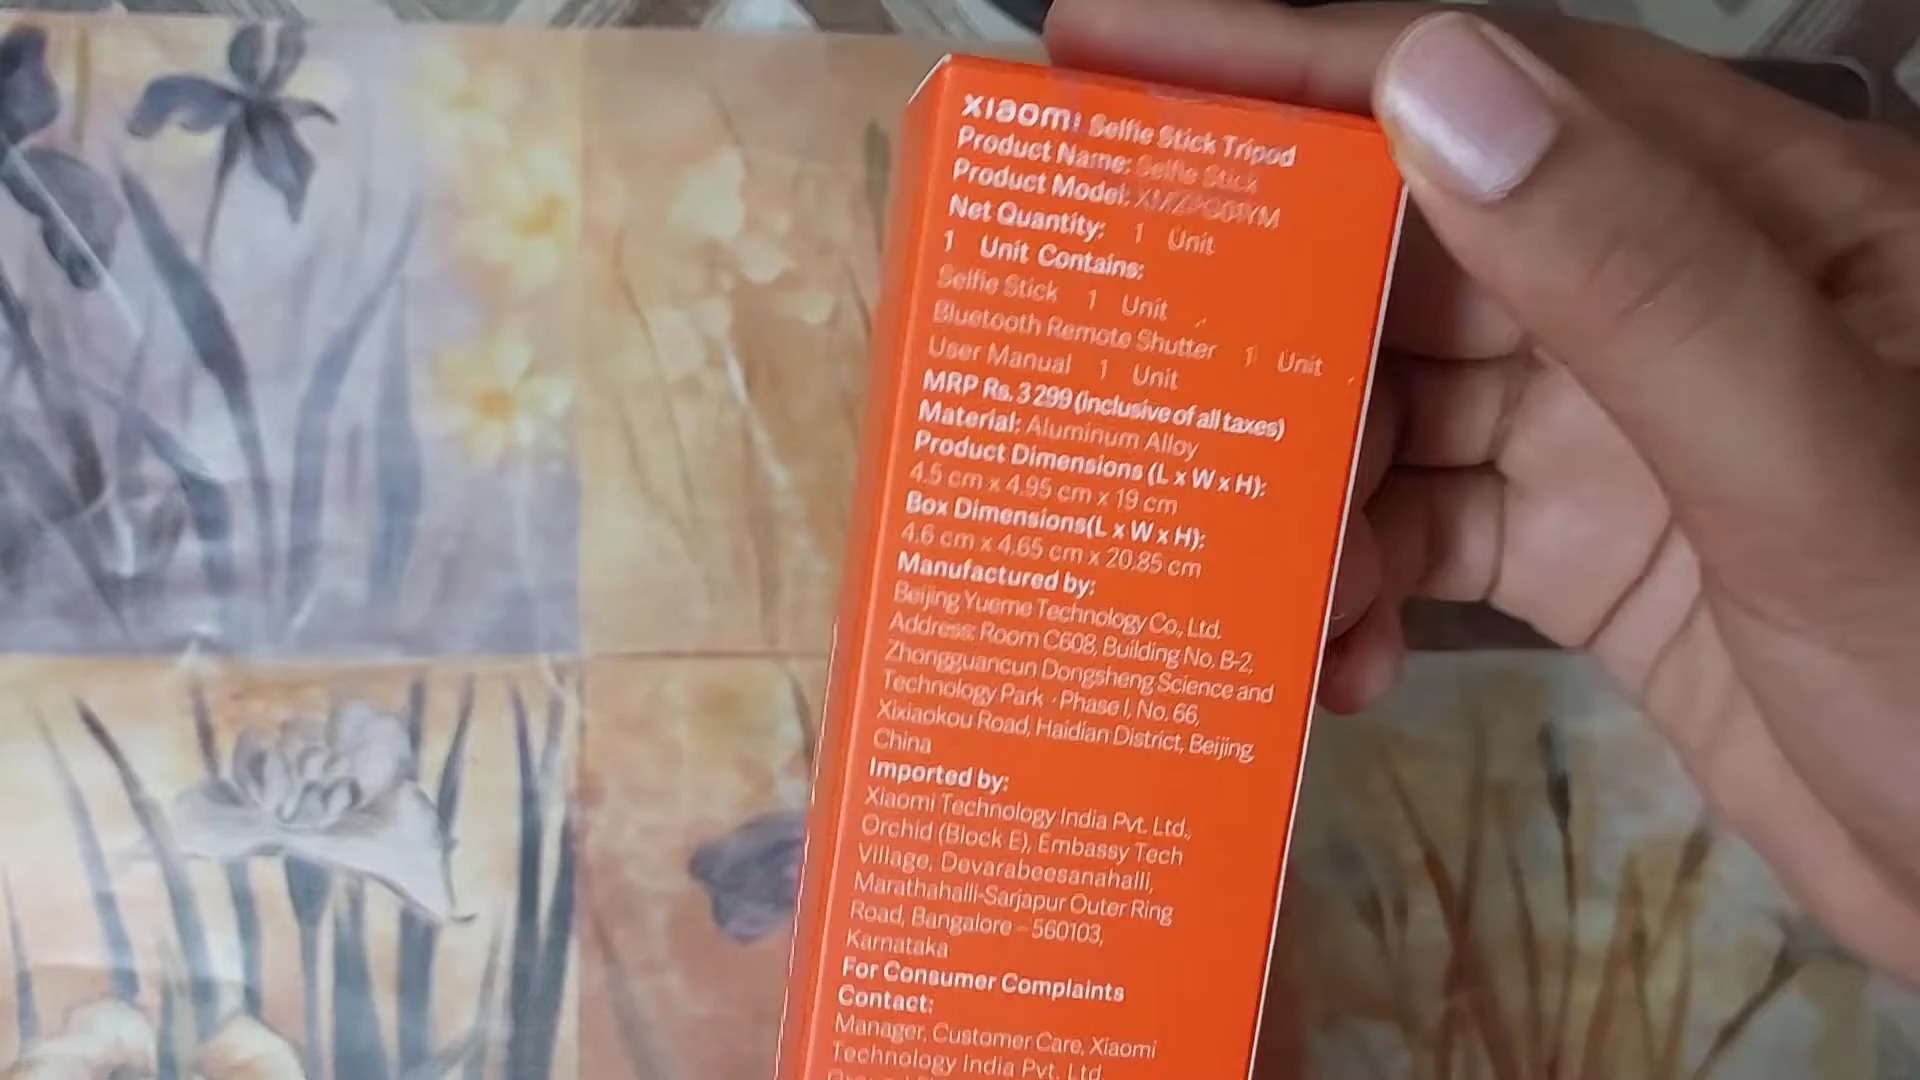 xiaomi Selfie Stick Tripod
Product Name: Selfie Stick
Product Model:
Net Quantity: 1 Unit
1 Unit Contains:
Selfie Stick 1 Unit
Bluetooth Remote Shutter 1 Unit
User Manual 1 Unit
MRP Rs. 3299 (inclusive of all taxes)
Material: Aluminum Alloy
Product Dimensions (L x W x H):
4.5 cm x 4.95 cm x 19 cm
Box Dimensions(L x W x H):
4.6 cm x 4.65 cm x 20.85 cm
Manufactured by:
Beijing Yueme Technology Co., Ltd.
Address: Room C608, Building No. B-2,
Zhongguancun Dongsheng Science and
Technology Park · Phase I, No. 66,
Xixiaokou Road, Haidian District, Beijing,
China
Imported by:
Xiaomi Technology India Pvt. Ltd.,
Orchid (Block E), Embassy Tech
Village, Devarabeesanahalli,
Marathahalli-Sarjapur Outer Ring
Road, Bangalore – 560103,
Karnataka
For Consumer Complaints
Contact:
Manager, Customer Care, Xiaomi
Technology India Pvt. Ltd.